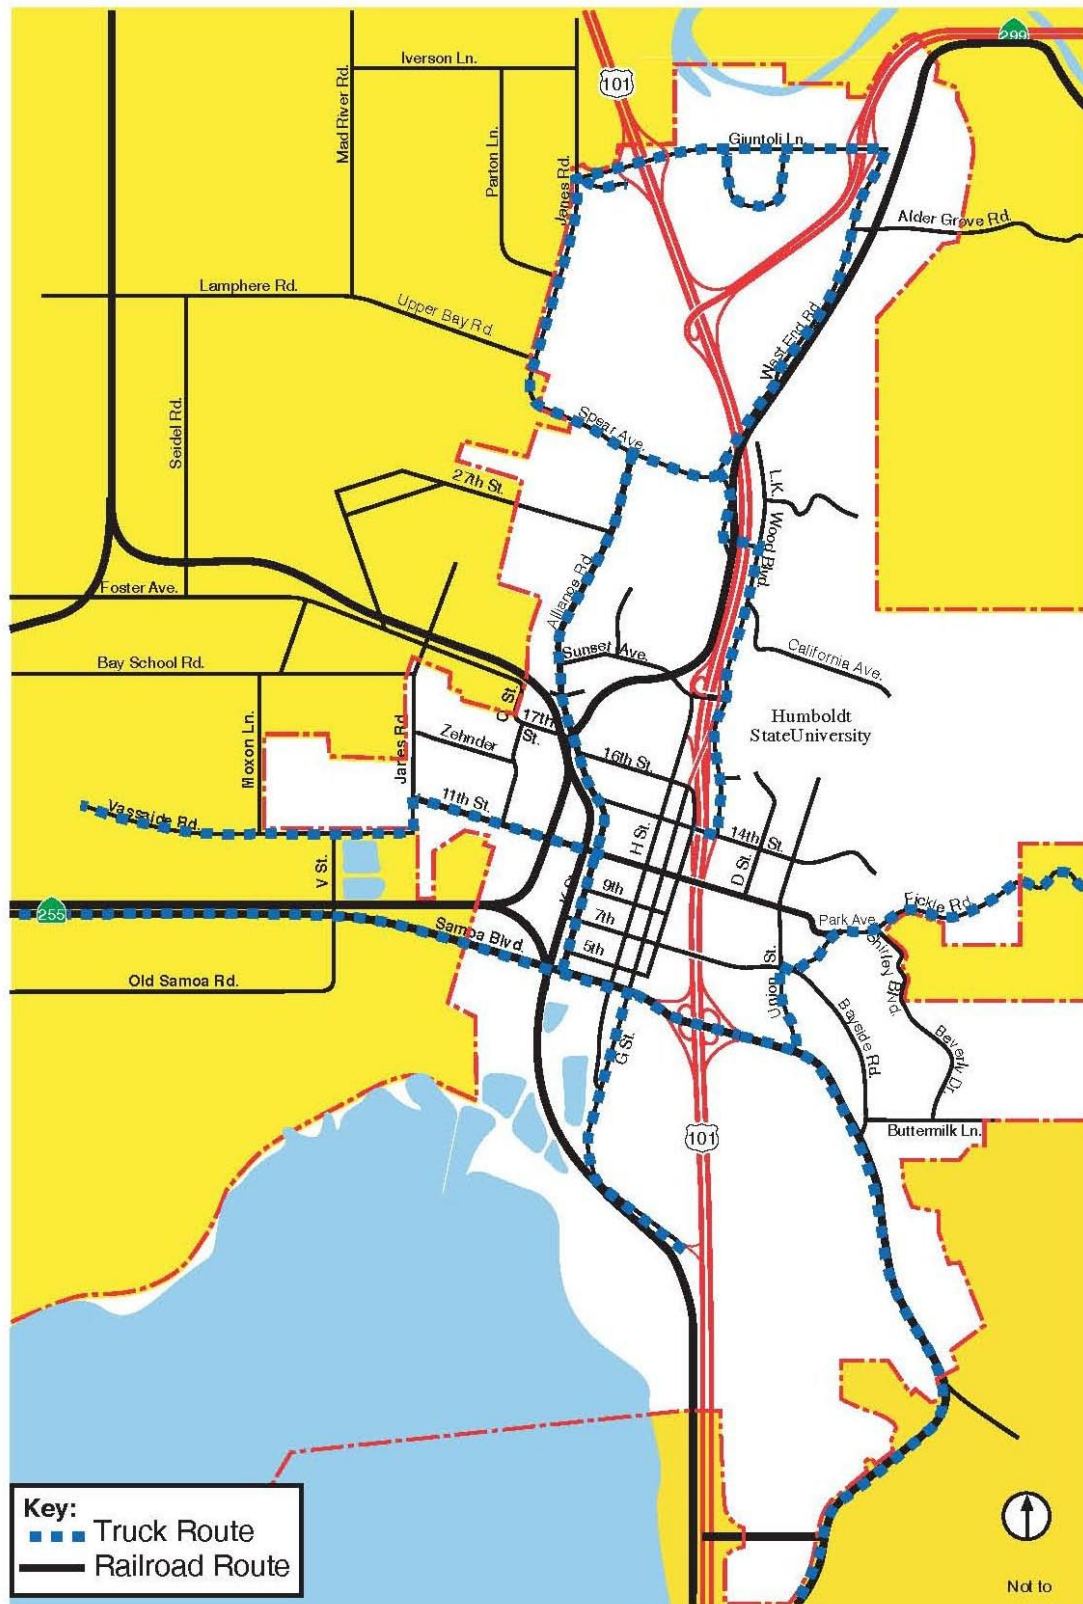 299
Iverson Ln.
101
Mad River Rd.
Giuntoli Ln.
Parton Ln.
Janes Rd.
Alder Grove Rd.
Lamphere Rd.
Upper Bay Rd.
West End Rd.
Seidel Rd.
Spear Ave.
27th St.
L.K. Wood Blvd.
Foster Ave.
Alliance Rd.
Sunset Ave.
California Ave.
Bay School Rd.
Q St.
Humboldt
StateUniversity
17th
St.
Zehnder
Moxon Ln.
Janes Rd
16th St.
11th St.
Vassaide Rd.
H St.
14th St.
V St.
D St.
9th
K St.
Fickle Rd.
255
7th
Park Ave.
Samoa Blvd.
5th
Shirley Blvd.
Old Samoa Rd.
Union St.
G St.
Bayside Rd.
Beverly Dr.
Buttermilk Ln.
101
Key:
Truck Route
Railroad Route
Not to